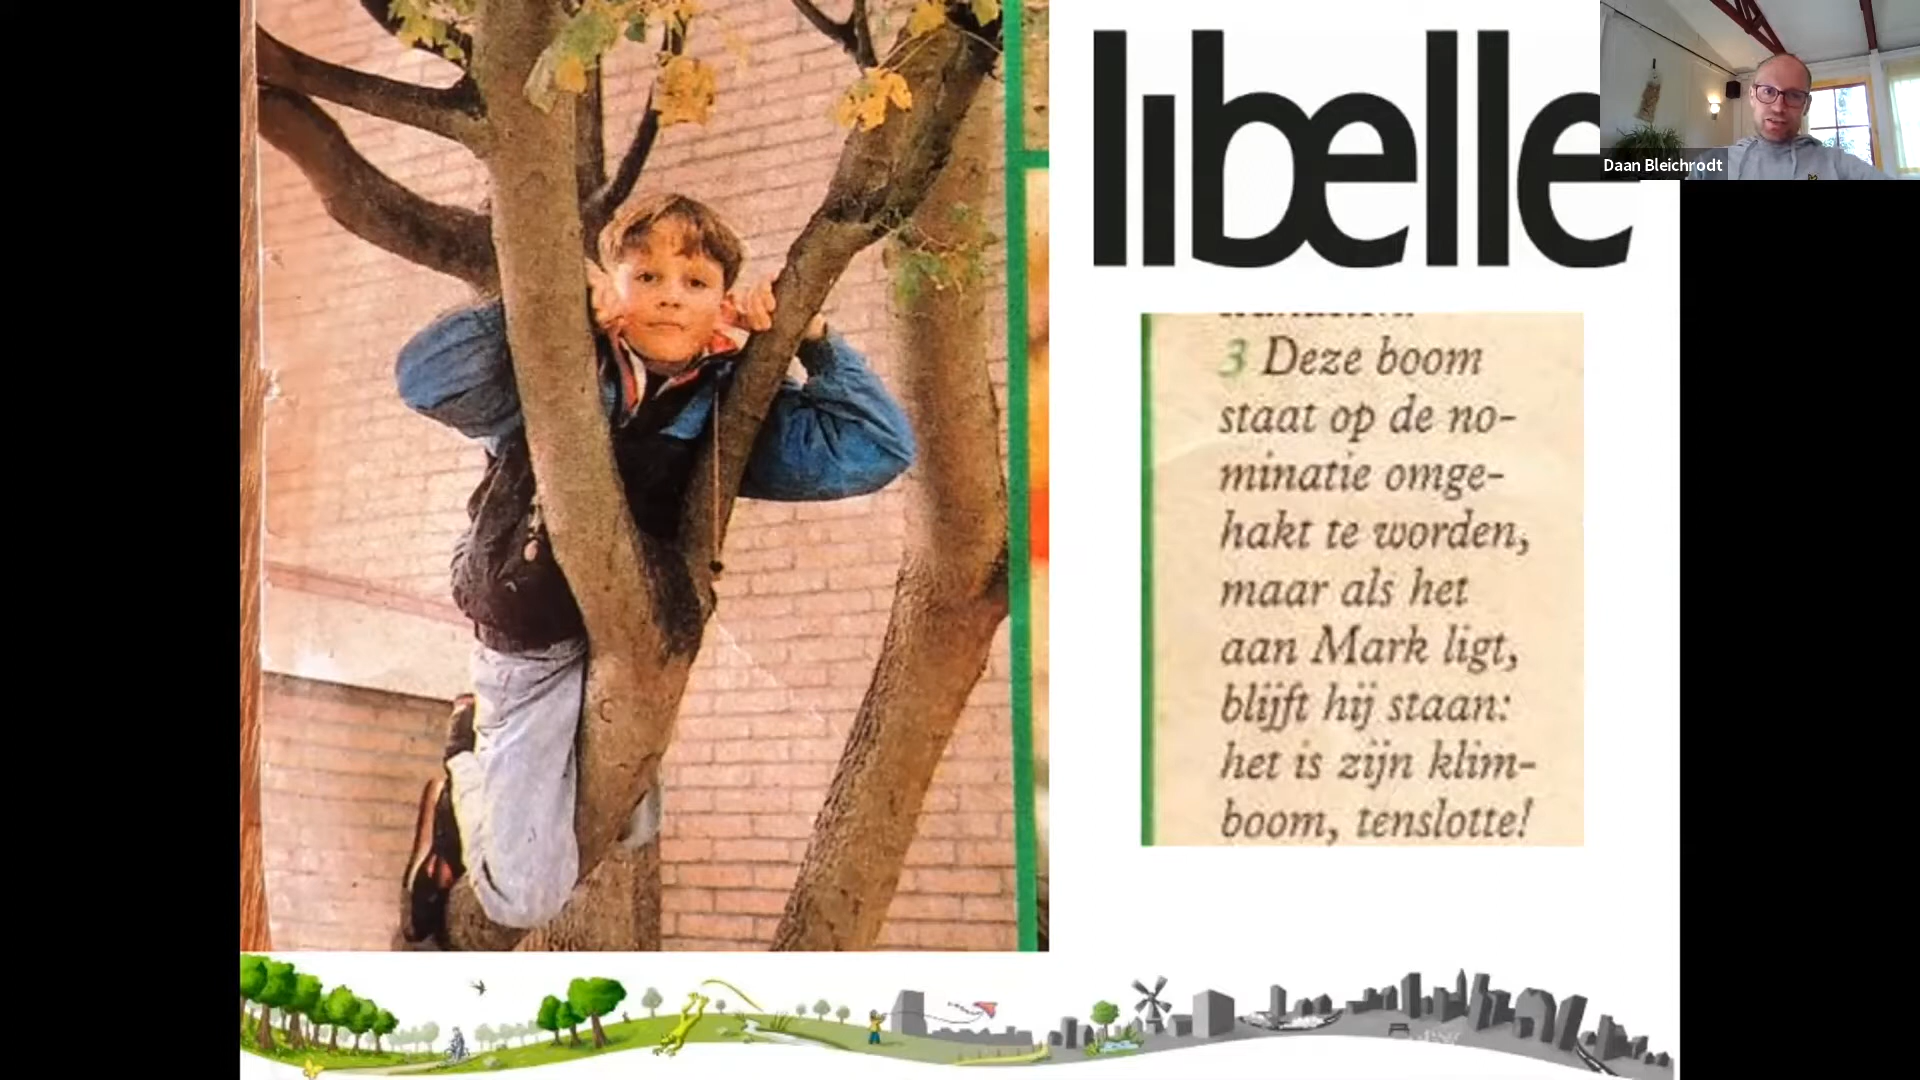 libelle
Daan Bleichrodt
3 Deze boom
staat op de no-
minatie omge-
hakt te worden,
maar als het
aan Mark ligt,
blijft hij staan:
het is zijn klim-
boom, tenslotte!